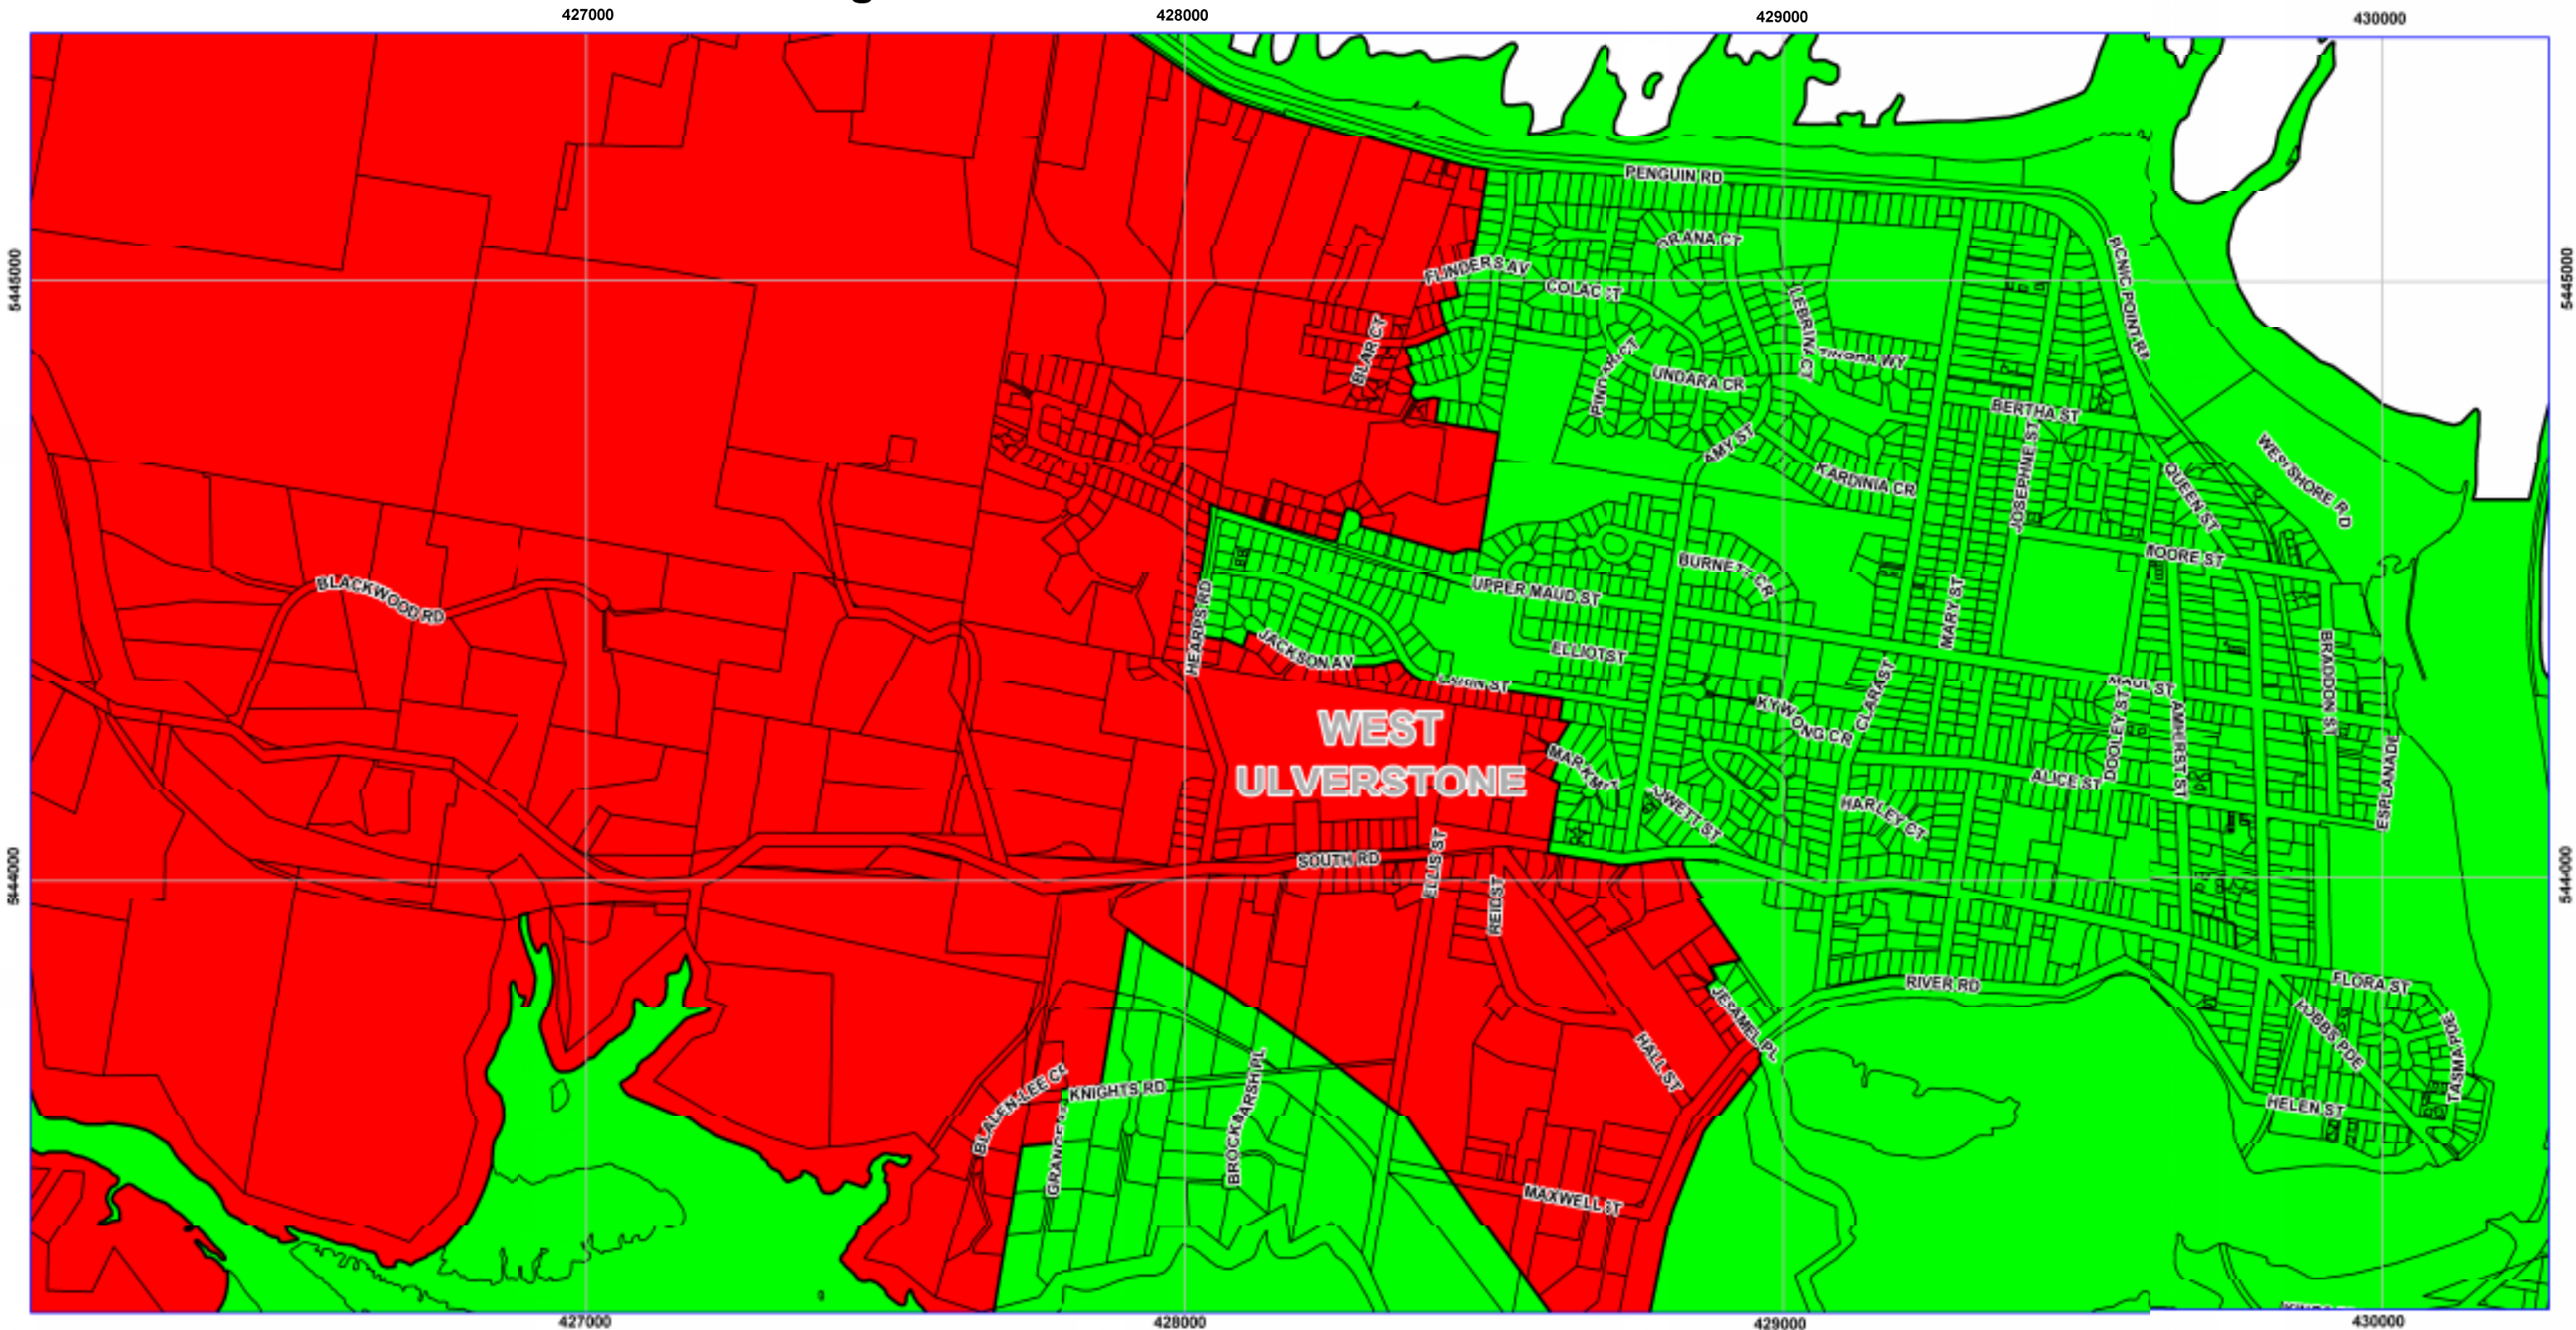 427000
428000
429000
430000
PENGUIN RD
FLINDERS AV
COLAC ST
LEBRINA CT
PICNIC POINT RD
5445000
5445000
BLAIR CT
UNDARA CR
BERTHA ST
AMY ST
KARDINIA CR
JOSEPHINE ST
QUEEN ST
WESTSHORE RD
MOORE ST
BLACKWOOD RD
HEARPS RD
UPPER MAUD ST
BURNETT CR
MARY ST
JACKSON AV
ELLIOT ST
BRADDON ST
MAUD ST
WEST
ULVERSTONE
KYWONG CR
CLARA ST
DOOLEY ST
AMHERST ST
ESPLANADE
ALICE ST
HARLEY CT
SOUTH RD
ELLIS ST
REID ST
5444000
5444000
RIVER RD
FLORA ST
JESAMEL PL
HALL ST
HOBBS PDE
TASMA PDE
KNIGHTS RD
HELEN ST
MAXWELL ST
427000
428000
429000
430000